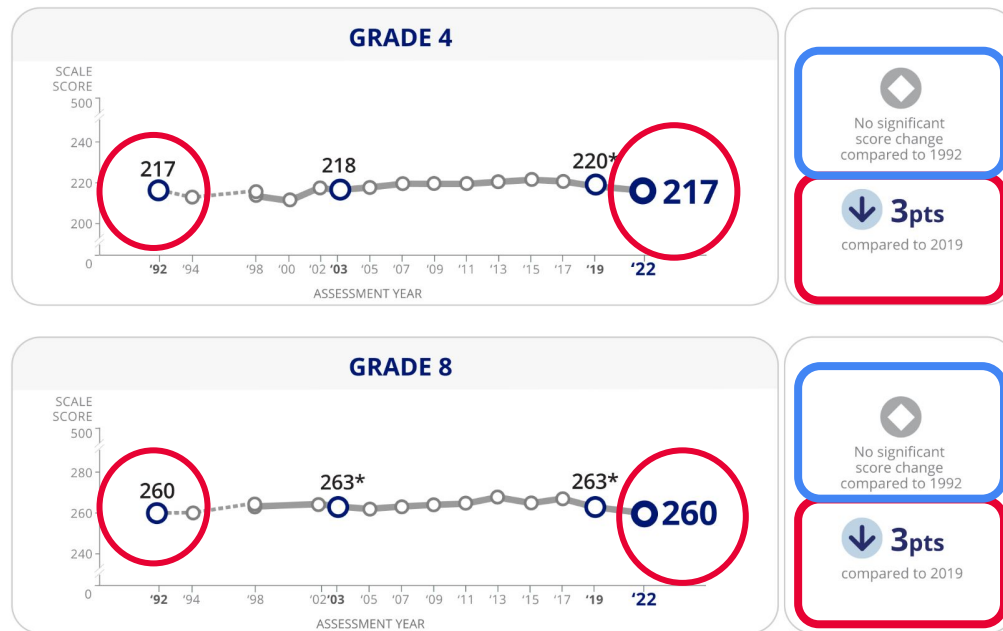 GRADE 4
SCALE
SCORE
500
240
220
200
0
217
218
220*
217
'92 '94 '98 '00 '02 '03 '05 '07 '09 '11 '13 '15 '17 '19 '22
ASSESSMENT YEAR
No significant
score change
compared to 1992
3pts
compared to 2019
GRADE 8
SCALE
SCORE
500
280
260
240
0
260
263*
263*
260
'92 '94 '98 '02 '03 '05 '07 '09 '11 '13 '15 '17 '19 '22
ASSESSMENT YEAR
No significant
score change
compared to 1992
3pts
compared to 2019